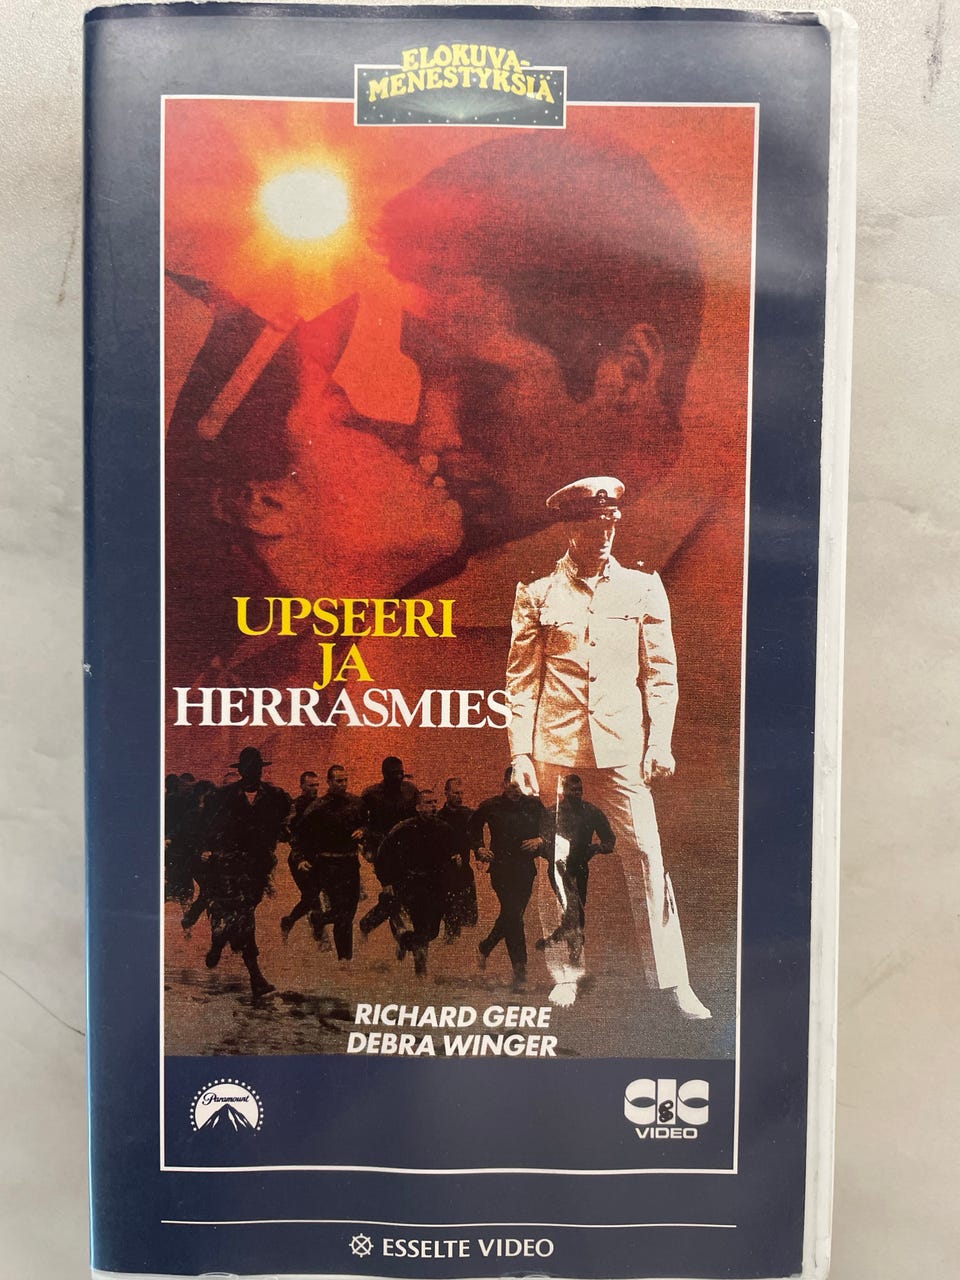 ELOKUVA-
MENESTYKSIÄ
UPSEERI
JA
HERRASMIES
RICHARD GERE
DEBRA WINGER
Paramount
CIC
VIDEO
ESSELTE VIDEO